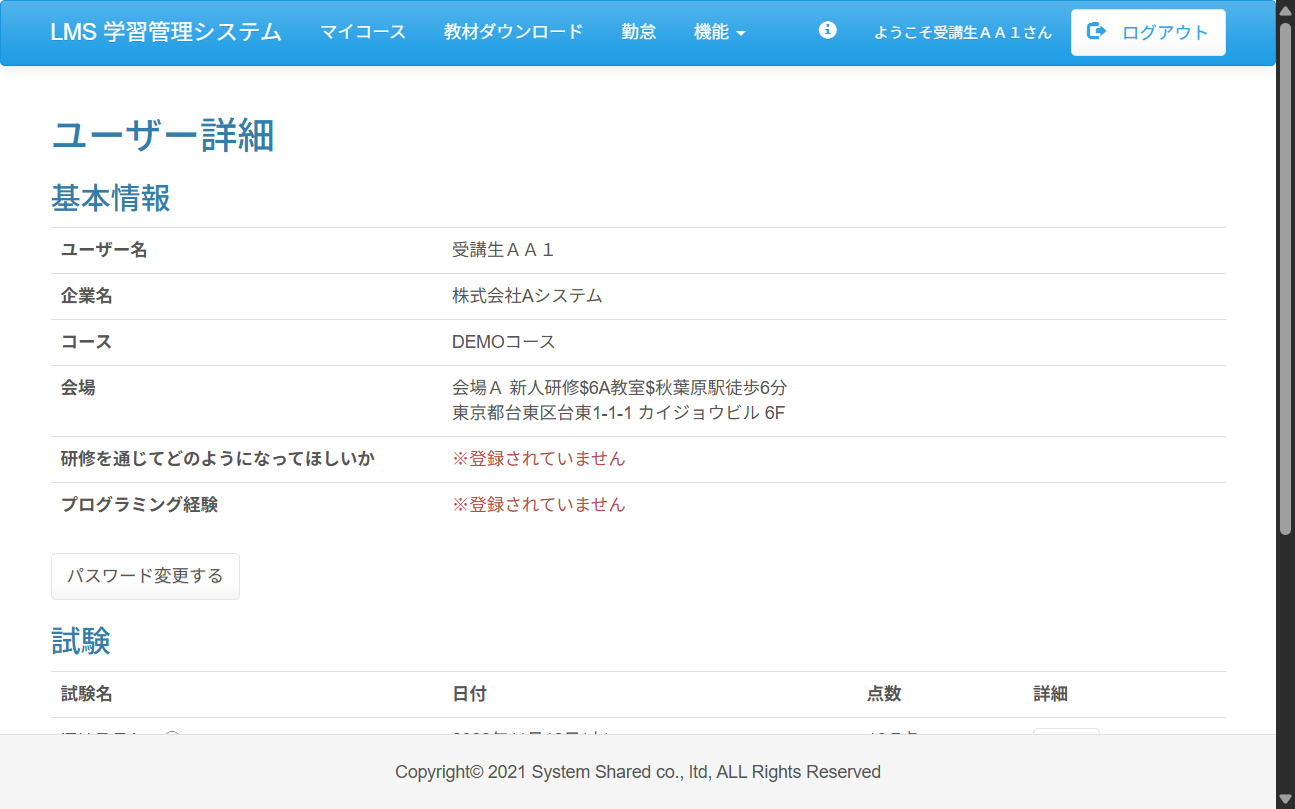 LMS 学習管理システム マイコース 教材ダウンロード 勤怠 機能 ようこそ受講生ＡＡ１さん ログアウト
ユーザー詳細
基本情報
ユーザー名 受講生ＡＡ１
企業名 株式会社Aシステム
コース DEMOコース
会場 会場Ａ 新人研修$6A教室$秋葉原駅徒歩6分
東京都台東区台東1-1-1 カイジョウビル 6F
研修を通じてどのようになってほしいか ※登録されていません
プログラミング経験 ※登録されていません
パスワード変更する
試験
試験名 日付 点数 詳細
Copyright© 2021 System Shared co., ltd, ALL Rights Reserved